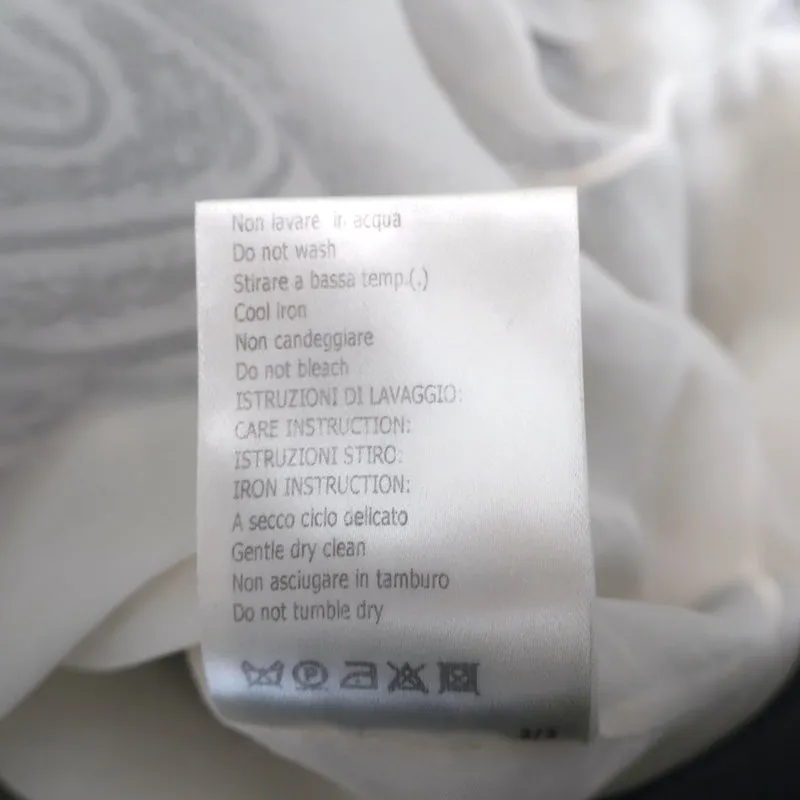 Non lavare in acqua
Do not wash
Stirare a bassa temp.(.)
Cool iron
Non candeggiare
Do not bleach
ISTRUZIONI DI LAVAGGIO:
CARE INSTRUCTION:
ISTRUZIONI STIRO:
IRON INSTRUCTION:
A secco ciclo delicato
Gentle dry clean
Non asciugare in tamburo
Do not tumble dry
P
3/3